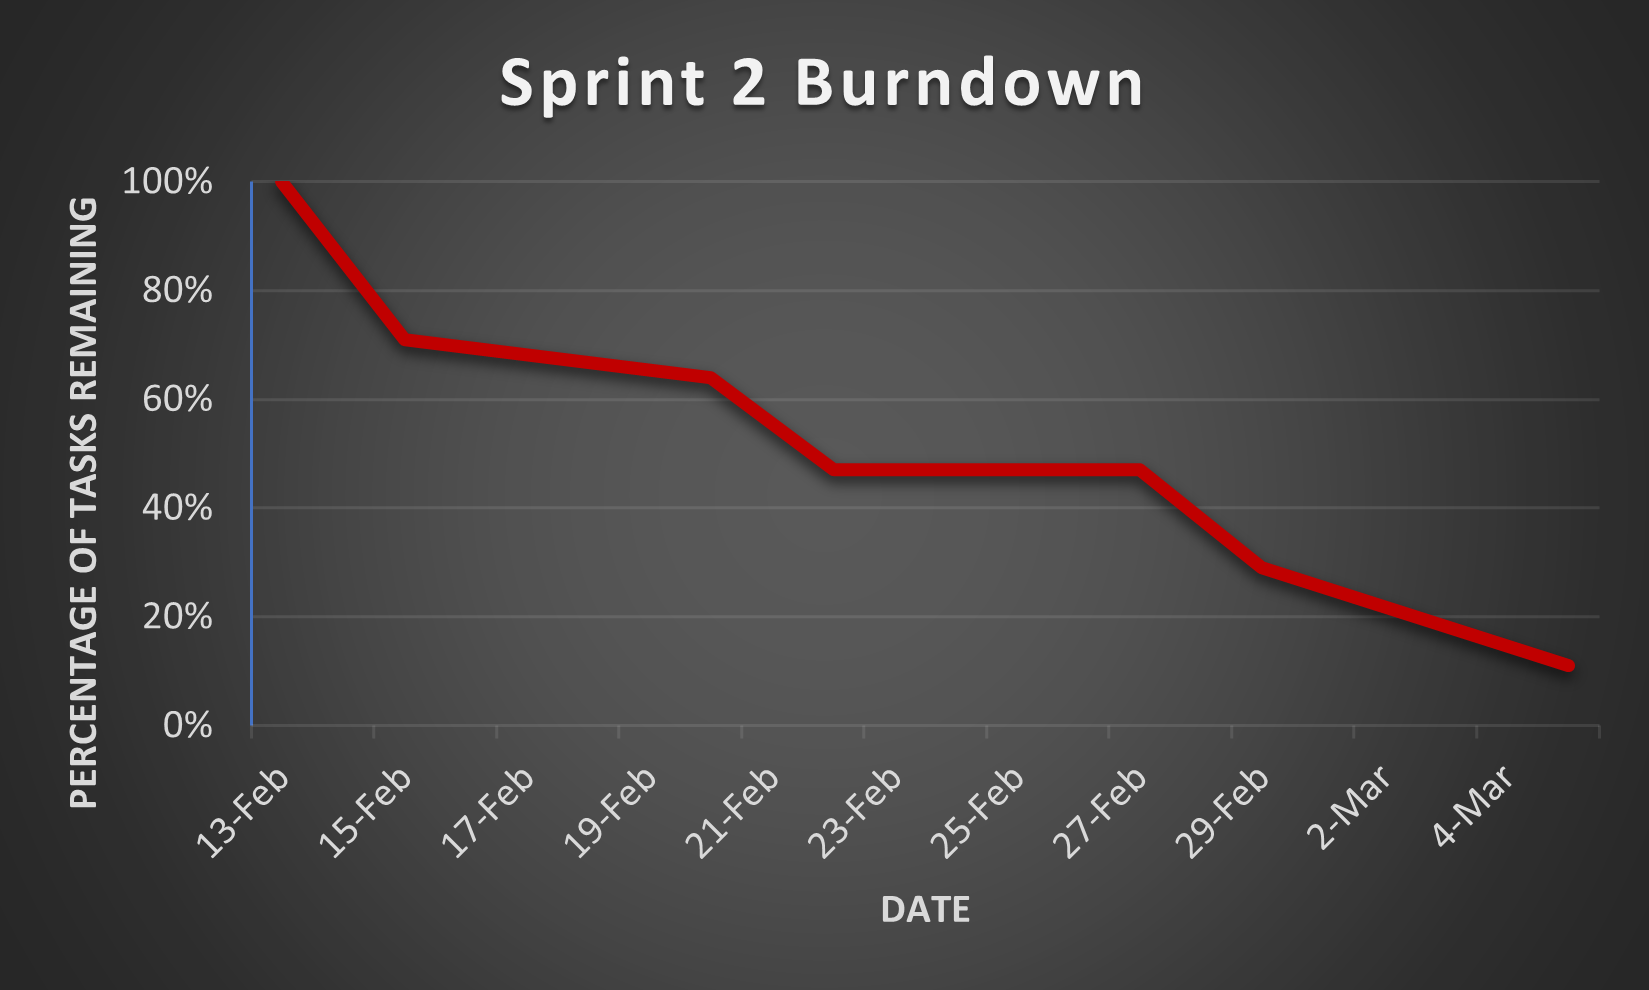 Sprint 2 Burndown
PERCENTAGE OF TASKS REMAINING
100%
80%
60%
40%
20%
0%
13-Feb
15-Feb
17-Feb
19-Feb
21-Feb
23-Feb
25-Feb
27-Feb
29-Feb
2-Mar
4-Mar
DATE